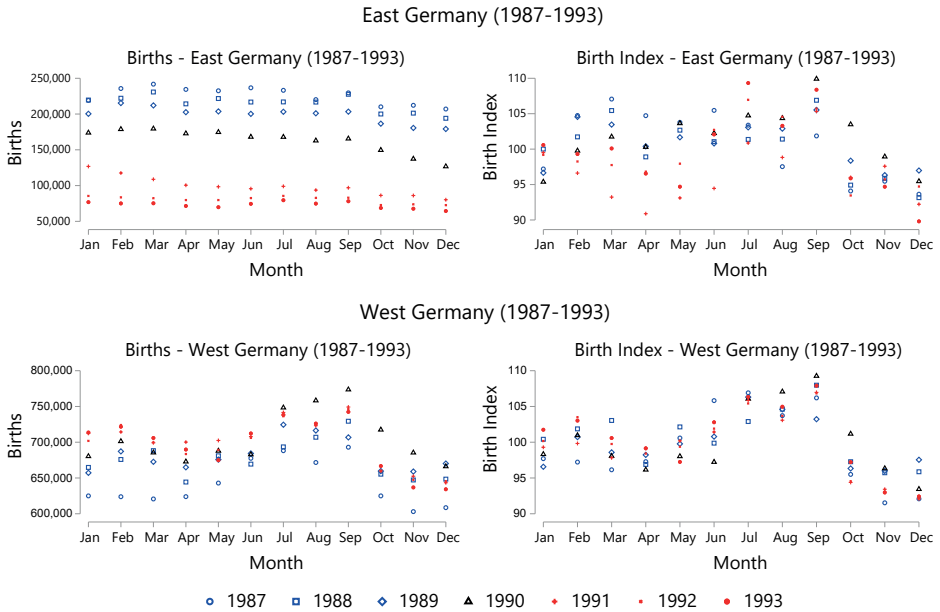 East Germany (1987-1993)
Births - East Germany (1987-1993)
250,000
200,000
150,000
100,000
50,000
Births
Jan Feb Mar Apr May Jun Jul Aug Sep Oct Nov Dec
Month
Birth Index - East Germany (1987-1993)
110
105
100
95
90
Birth Index
Jan Feb Mar Apr May Jun Jul Aug Sep Oct Nov Dec
Month
West Germany (1987-1993)
Births - West Germany (1987-1993)
800,000
750,000
700,000
650,000
600,000
Births
Jan Feb Mar Apr May Jun Jul Aug Sep Oct Nov Dec
Month
Birth Index - West Germany (1987-1993)
110
105
100
95
90
Birth Index
Jan Feb Mar Apr May Jun Jul Aug Sep Oct Nov Dec
Month
1987 1988 1989 1990 1991 1992 1993